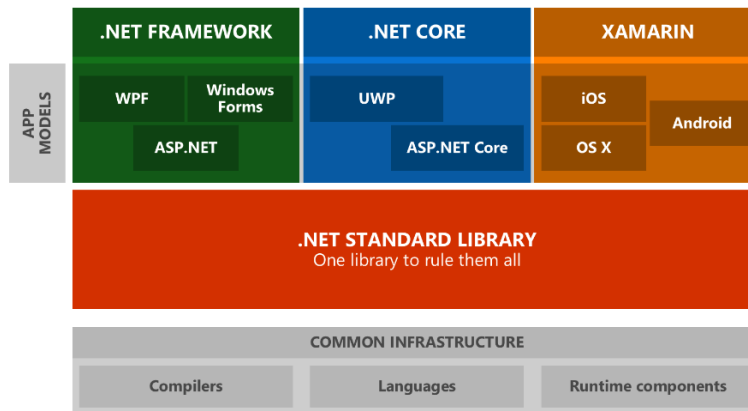 .NET FRAMEWORK
.NET CORE
XAMARIN
APP
MODELS
WPF
Windows
Forms
ASP.NET
UWP
ASP.NET Core
iOS
Android
OS X
.NET STANDARD LIBRARY
One library to rule them all
COMMON INFRASTRUCTURE
Compilers
Languages
Runtime components